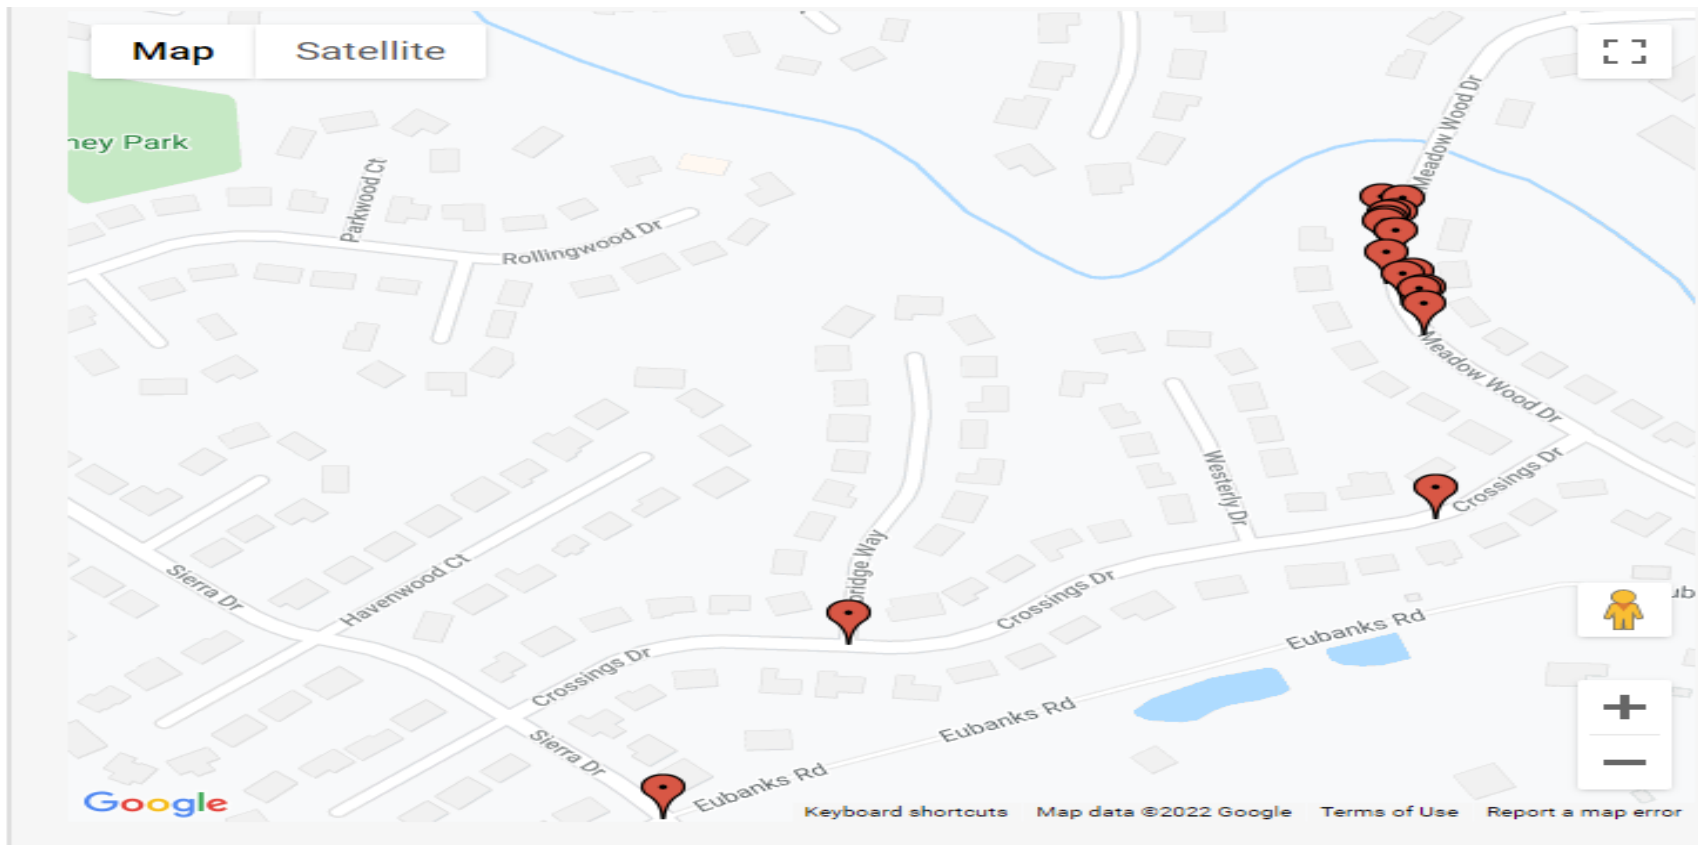 Map
Satellite
ney Park
Parkwood Ct
Rollingwood Dr
Meadow Wood Dr
Meadow Wood Dr
Westerly Dr
Crossings Dr
bridge Way
Sierra Dr
Havenwood Ct
Crossings Dr
Crossings Dr
Eubanks Rd
Eubanks Rd
Eubanks Rd
Sierra Dr
ub
Google
Keyboard shortcuts
Map data ©2022 Google
Terms of Use
Report a map error